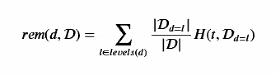 rem(d, D) = ∑_{l∈levels(d)} |D_{d=l}| / |D| H(t, D_{d=l})